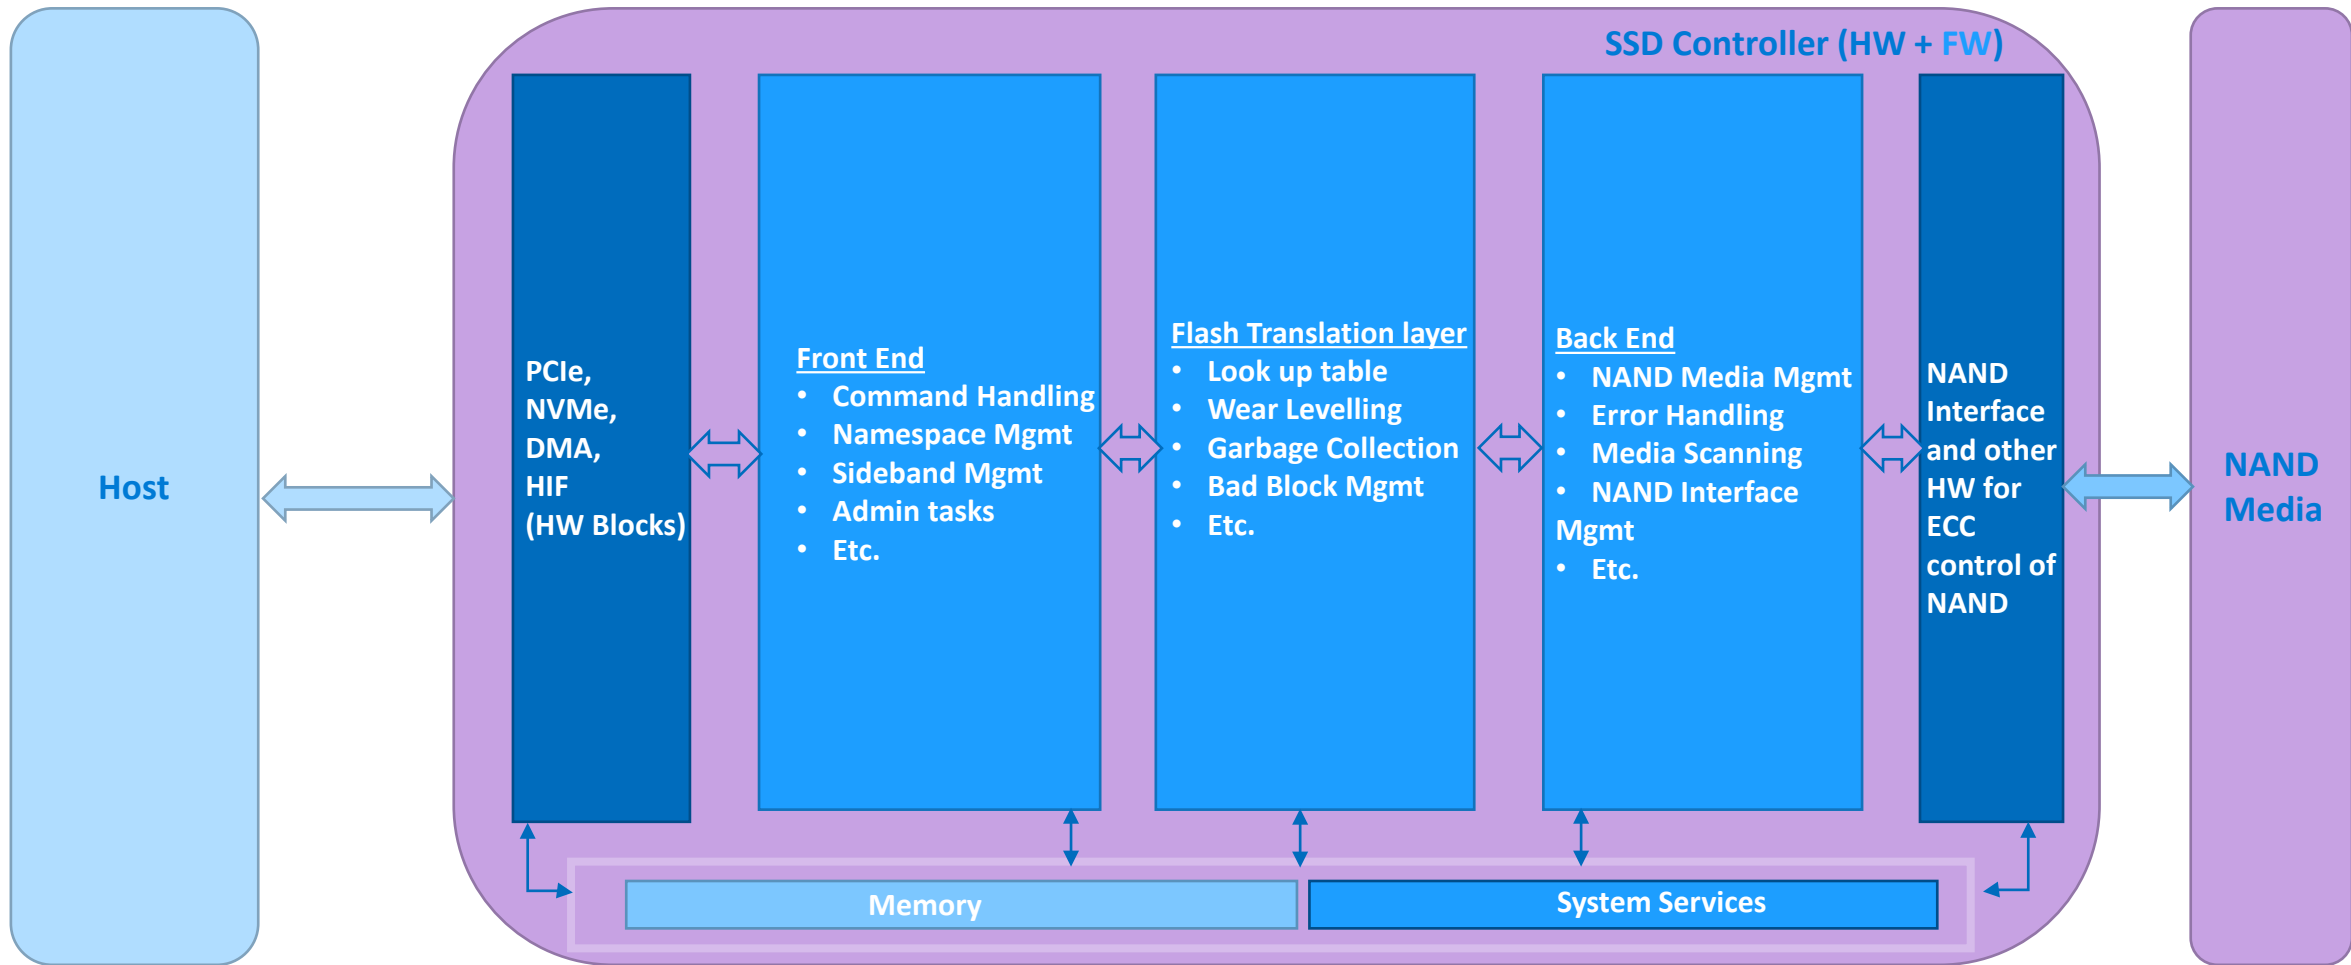 SSD Controller (HW + FW)
Host
PCIe,
NVMe,
DMA,
HIF
(HW Blocks)
Front End
• Command Handling
• Namespace Mgmt
• Sideband Mgmt
• Admin tasks
• Etc.
Flash Translation layer
• Look up table
• Wear Levelling
• Garbage Collection
• Bad Block Mgmt
• Etc.
Back End
• NAND Media Mgmt
• Error Handling
• Media Scanning
• NAND Interface
Mgmt
• Etc.
NAND
Interface
and other
HW for
ECC
control of
NAND
NAND
Media
Memory
System Services